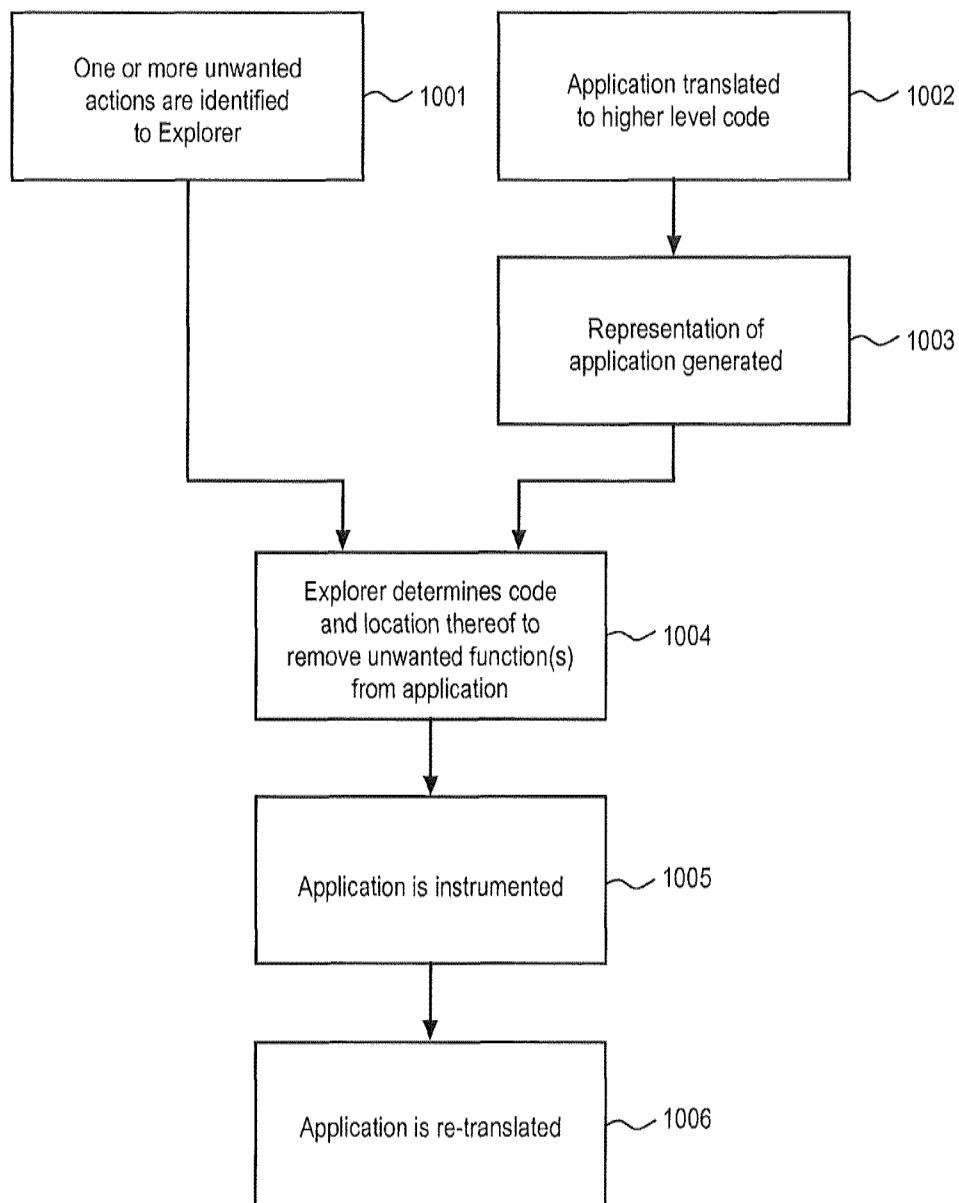 One or more unwanted
actions are identified
to Explorer
1001
Application translated
to higher level code
1002
Representation of
application generated
1003
Explorer determines code
and location thereof to
remove unwanted function(s)
from application
1004
Application is instrumented
1005
Application is re-translated
1006